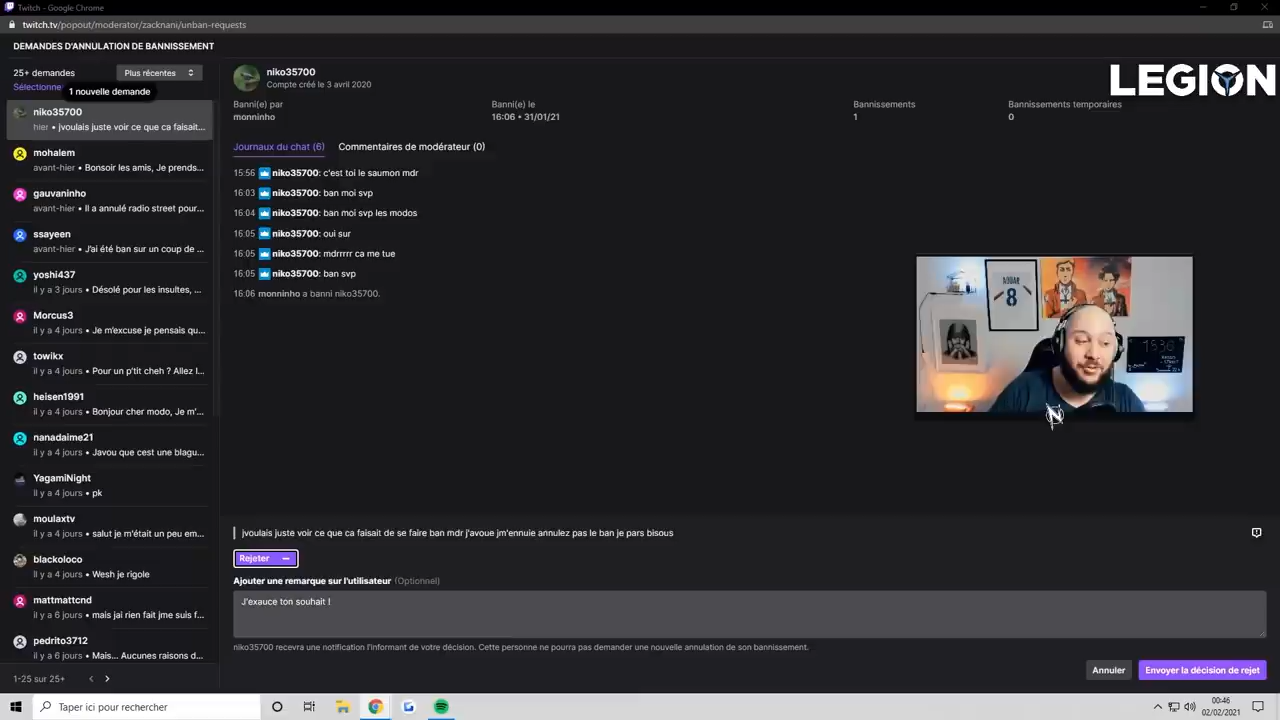 Twitch - Google Chrome
twitch.tv/popout/moderator/zacknani/unban-requests
DEMANDES D'ANNULATION DE BANNISSEMENT
25+ demandes
Plus récentes
Sélectionne
1 nouvelle demande
niko35700
hier • jvoulais juste voir ce que ca faisait...
mohalem
avant-hier • Bonsoir les amis, Je prends...
gauvaninho
avant-hier • Il a annulé radio street pour...
ssayeen
avant-hier • J'ai été ban sur un coup de ...
yoshi437
il y a 3 jours • Désolé pour les insultes, ...
Morcus3
il y a 4 jours • Je m'excuse je pensais qu...
towikx
il y a 4 jours • Pour un p'tit cheh ? Allez l...
heisen1991
il y a 4 jours • Bonjour cher modo, Je m'...
nanadaime21
il y a 4 jours • Javou que cest une blagu...
YagamiNight
il y a 4 jours • pk
moulaxtv
il y a 4 jours • salut je m'était un peu em...
blackoloco
il y a 4 jours • Wesh je rigole
mattmattcnd
il y a 6 jours • mais jai rien fait jme suis f...
pedrito3712
il y a 6 jours • Mais... Aucunes raisons d...
1-25 sur 25+
niko35700
Compte créé le 3 avril 2020
Banni(e) par
monninho
Banni(e) le
16:06 • 31/01/21
Bannissements
1
Bannissements temporaires
0
LEGION
Journaux du chat (6)
Commentaires de modérateur (0)
15:56 niko35700: c'est toi le saumon mdr
16:03 niko35700: ban moi svp
16:04 niko35700: ban moi svp les modos
16:05 niko35700: oui sur
16:05 niko35700: mdrrrrr ca me tue
16:05 niko35700: ban svp
16:06 monninho a banni niko35700.
8
jvoulais juste voir ce que ca faisait de se faire ban mdr j'avoue jm'ennuie annulez pas le ban je pars bisous
Rejeter
Ajouter une remarque sur l'utilisateur (Optionnel)
J'exauce ton souhait !
niko35700 recevra une notification l'informant de votre décision. Cette personne ne pourra pas demander une nouvelle annulation de son bannissement.
Annuler
Envoyer la décision de rejet
Taper ici pour rechercher
00:46
02/02/2021